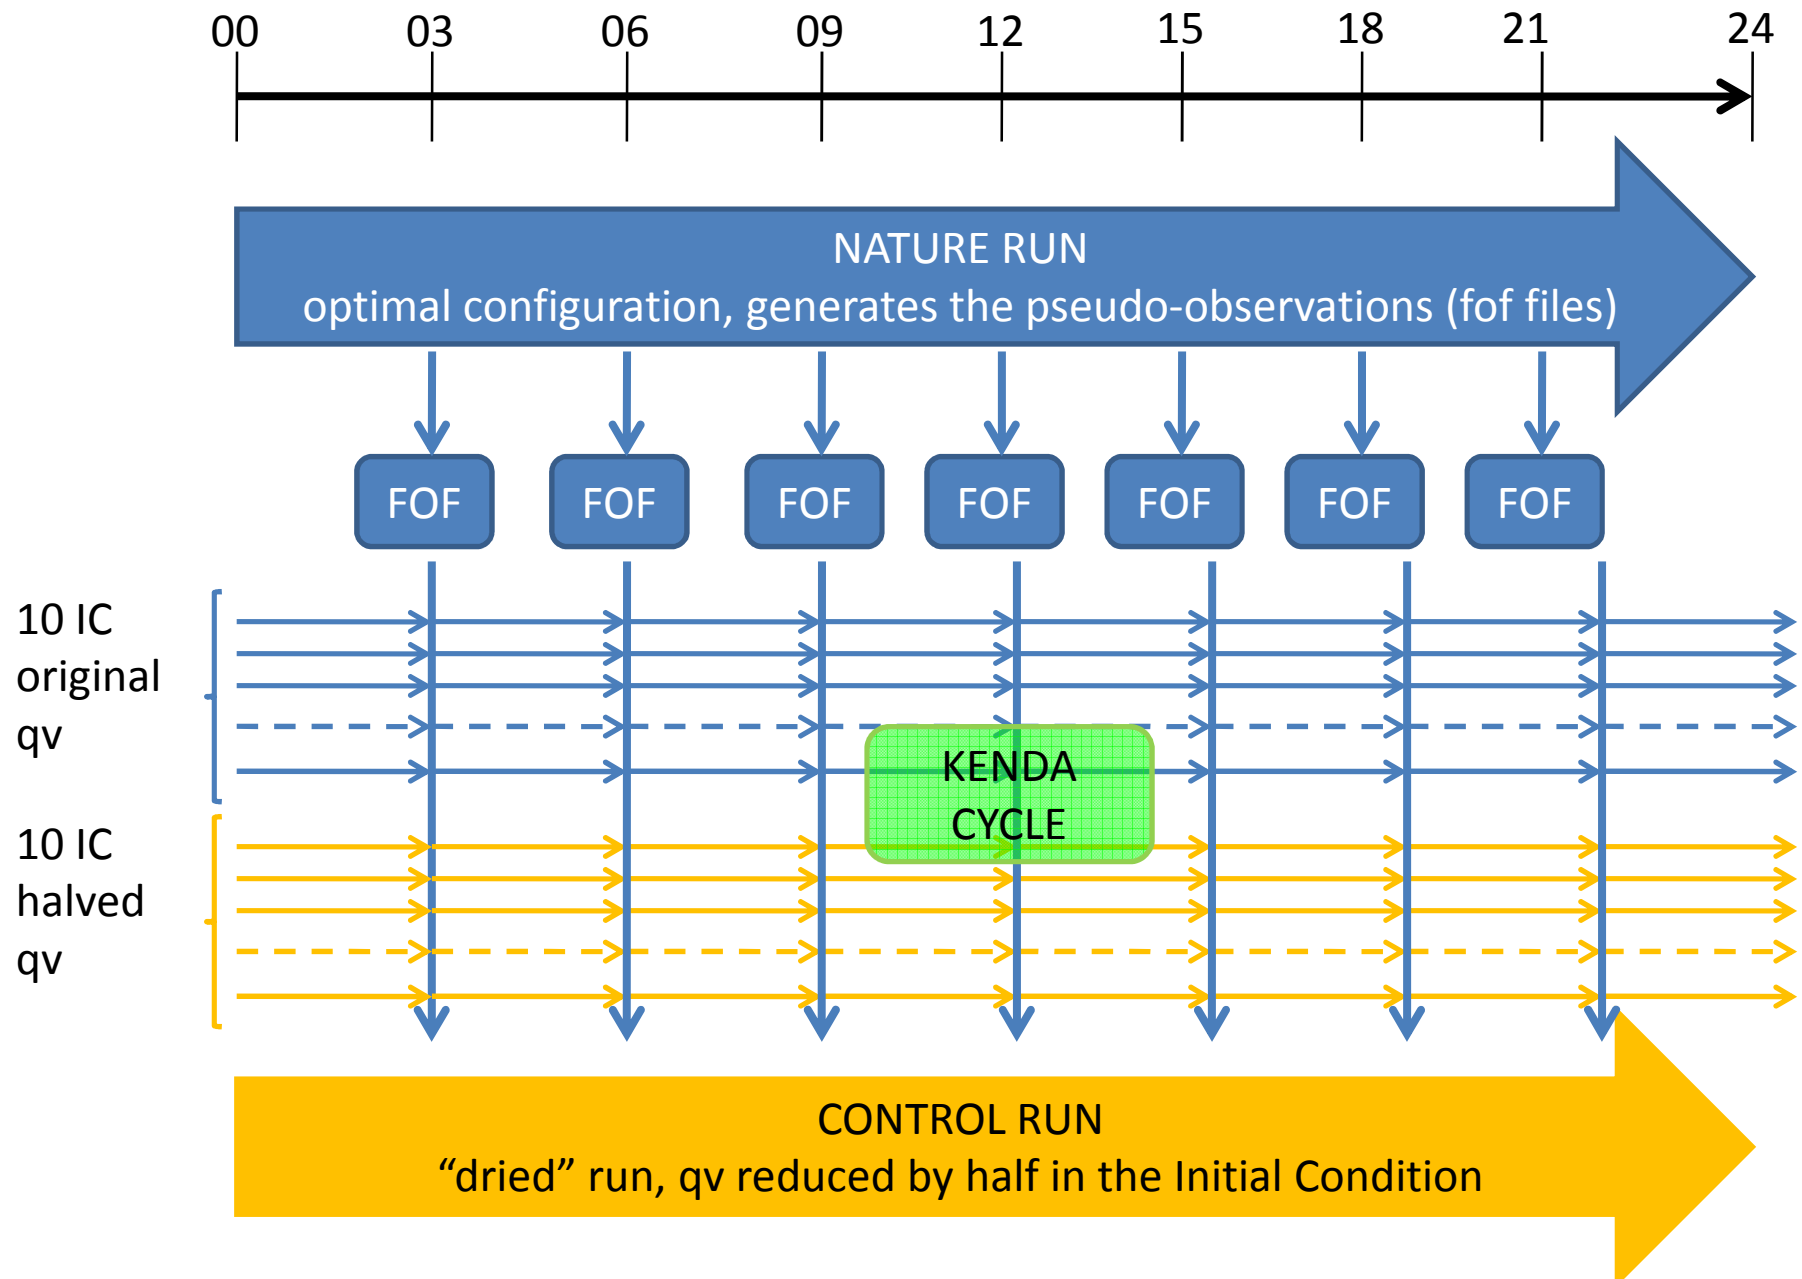 00 03 06 09 12 15 18 21 24
NATURE RUN
optimal configuration, generates the pseudo-observations (fof files)
FOF FOF FOF FOF FOF FOF FOF
10 IC
original
qv
KENDA
CYCLE
10 IC
halved
qv
CONTROL RUN
“dried” run, qv reduced by half in the Initial Condition